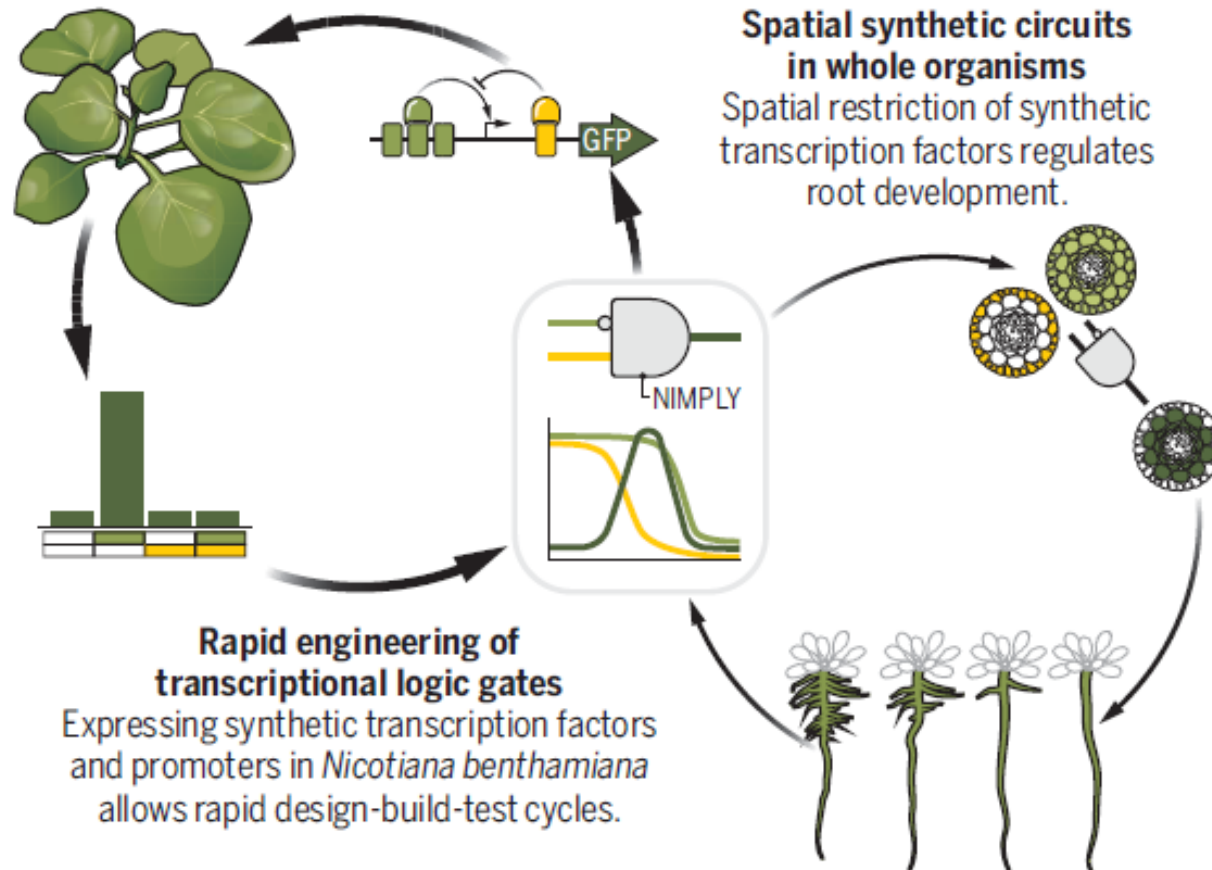 Spatial synthetic circuits
in whole organisms
Spatial restriction of synthetic
transcription factors regulates
root development.
GFP
NIMPLY
Rapid engineering of
transcriptional logic gates
Expressing synthetic transcription factors
and promoters in Nicotiana benthamiana
allows rapid design-build-test cycles.